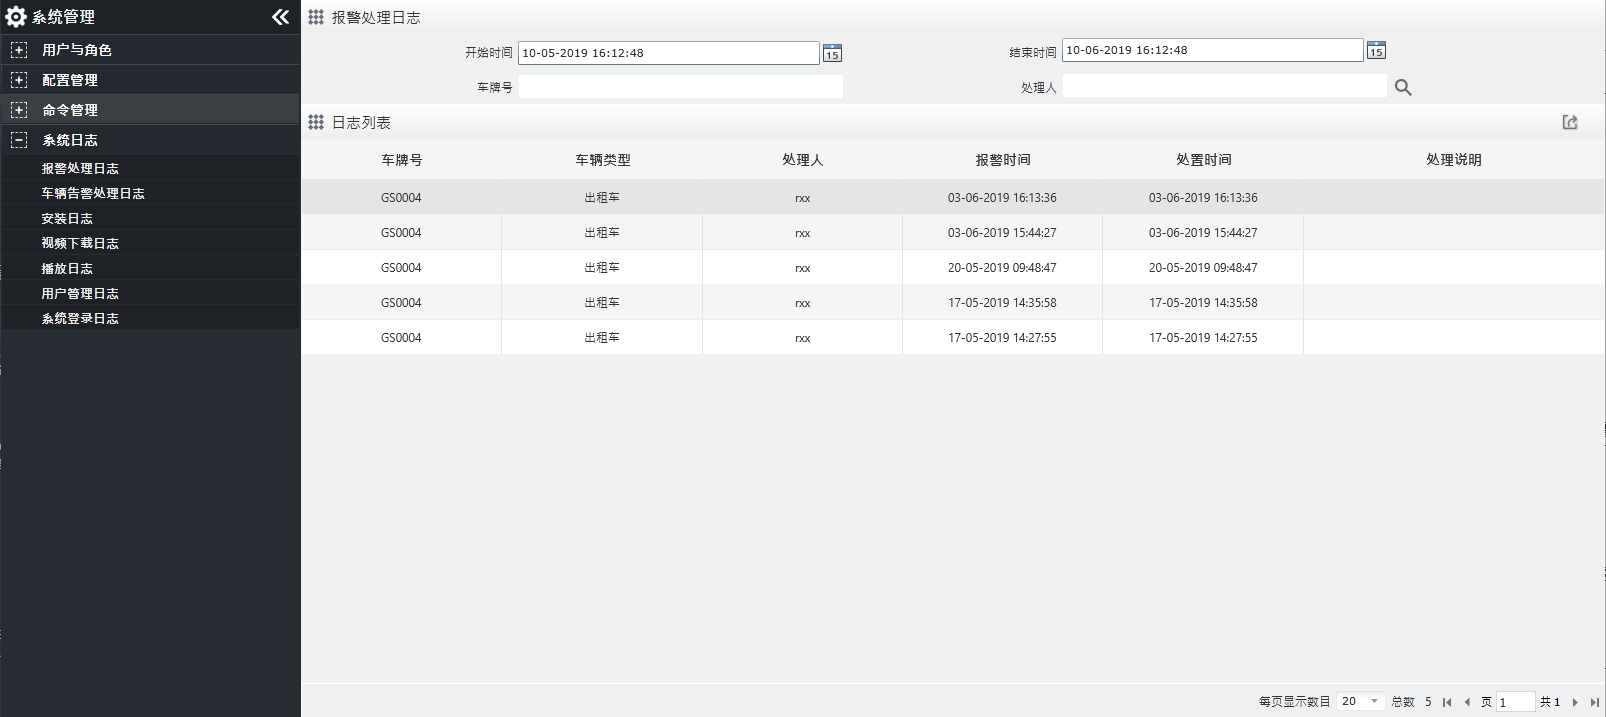 系统管理
用户与角色
配置管理
命令管理
系统日志
报警处理日志
车辆告警处理日志
安装日志
视频下载日志
播放日志
用户管理日志
系统登录日志
报警处理日志
开始时间 10-05-2019 16:12:48 15 结束时间 10-06-2019 16:12:48 15
车牌号 处理人
日志列表
车牌号 车辆类型 处理人 报警时间 处置时间 处理说明
GS0004 出租车 rxx 03-06-2019 16:13:36 03-06-2019 16:13:36
GS0004 出租车 rxx 03-06-2019 15:44:27 03-06-2019 15:44:27
GS0004 出租车 rxx 20-05-2019 09:48:47 20-05-2019 09:48:47
GS0004 出租车 rxx 17-05-2019 14:35:58 17-05-2019 14:35:58
GS0004 出租车 rxx 17-05-2019 14:27:55 17-05-2019 14:27:55
每页显示数目 20 总数 5 页 1 共 1